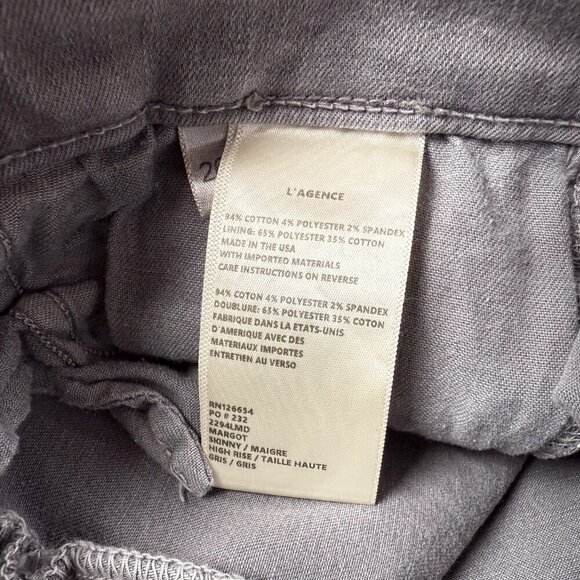 L'AGENCE
94% COTTON 4% POLYESTER 2% SPANDEX
LINING: 65% POLYESTER 35% COTTON
MADE IN THE USA
WITH IMPORTED MATERIALS
CARE INSTRUCTIONS ON REVERSE
94% COTTON 4% POLYESTER 2% SPANDEX
DOUBLURE: 65% POLYESTER 35% COTON
FABRIQUE DANS LA ETATS-UNIS
D'AMERIQUE AVEC DES
MATERIAUX IMPORTES
ENTRETIEN AU VERSO
RN126654
PO # 232
2294LMD
MARGOT
SKINNY / MAIGRE
HIGH RISE / TAILLE HAUTE
GRIS / GRIS